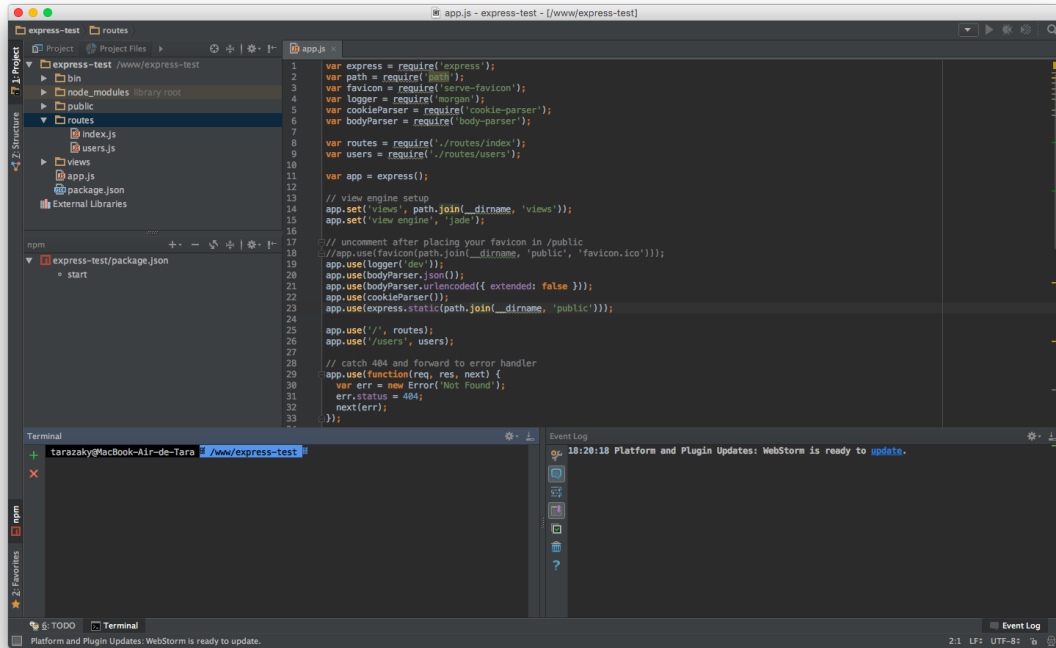 app.js - express-test - [/www/express-test]
express-test routes
1: Project
Z: Structure
npm
2: Favorites
Project Project Files
express-test /www/express-test
bin
node_modules library root
public
routes
index.js
users.js
views
app.js
package.json
External Libraries
npm
express-test/package.json
start
app.js
1 var express = require('express');
2 var path = require('path');
3 var favicon = require('serve-favicon');
4 var logger = require('morgan');
5 var cookieParser = require('cookie-parser');
6 var bodyParser = require('body-parser');
7
8 var routes = require('./routes/index');
9 var users = require('./routes/users');
10
11 var app = express();
12
13 // view engine setup
14 app.set('views', path.join(__dirname, 'views'));
15 app.set('view engine', 'jade');
16
17 // uncomment after placing your favicon in /public
18 //app.use(favicon(path.join(__dirname, 'public', 'favicon.ico')));
19 app.use(logger('dev'));
20 app.use(bodyParser.json());
21 app.use(bodyParser.urlencoded({ extended: false }));
22 app.use(cookieParser());
23 app.use(express.static(path.join(__dirname, 'public')));
24
25 app.use('/', routes);
26 app.use('/users', users);
27
28 // catch 404 and forward to error handler
29 app.use(function(req, res, next) {
30 var err = new Error('Not Found');
31 err.status = 404;
32 next(err);
33 });
Terminal
tarazaky@MacBook-Air-de-Tara /www/express-test
Event Log
18:20:18 Platform and Plugin Updates: WebStorm is ready to update.
6: TODO Terminal Event Log
Platform and Plugin Updates: WebStorm is ready to update. 2:1 LF÷ UTF-8÷